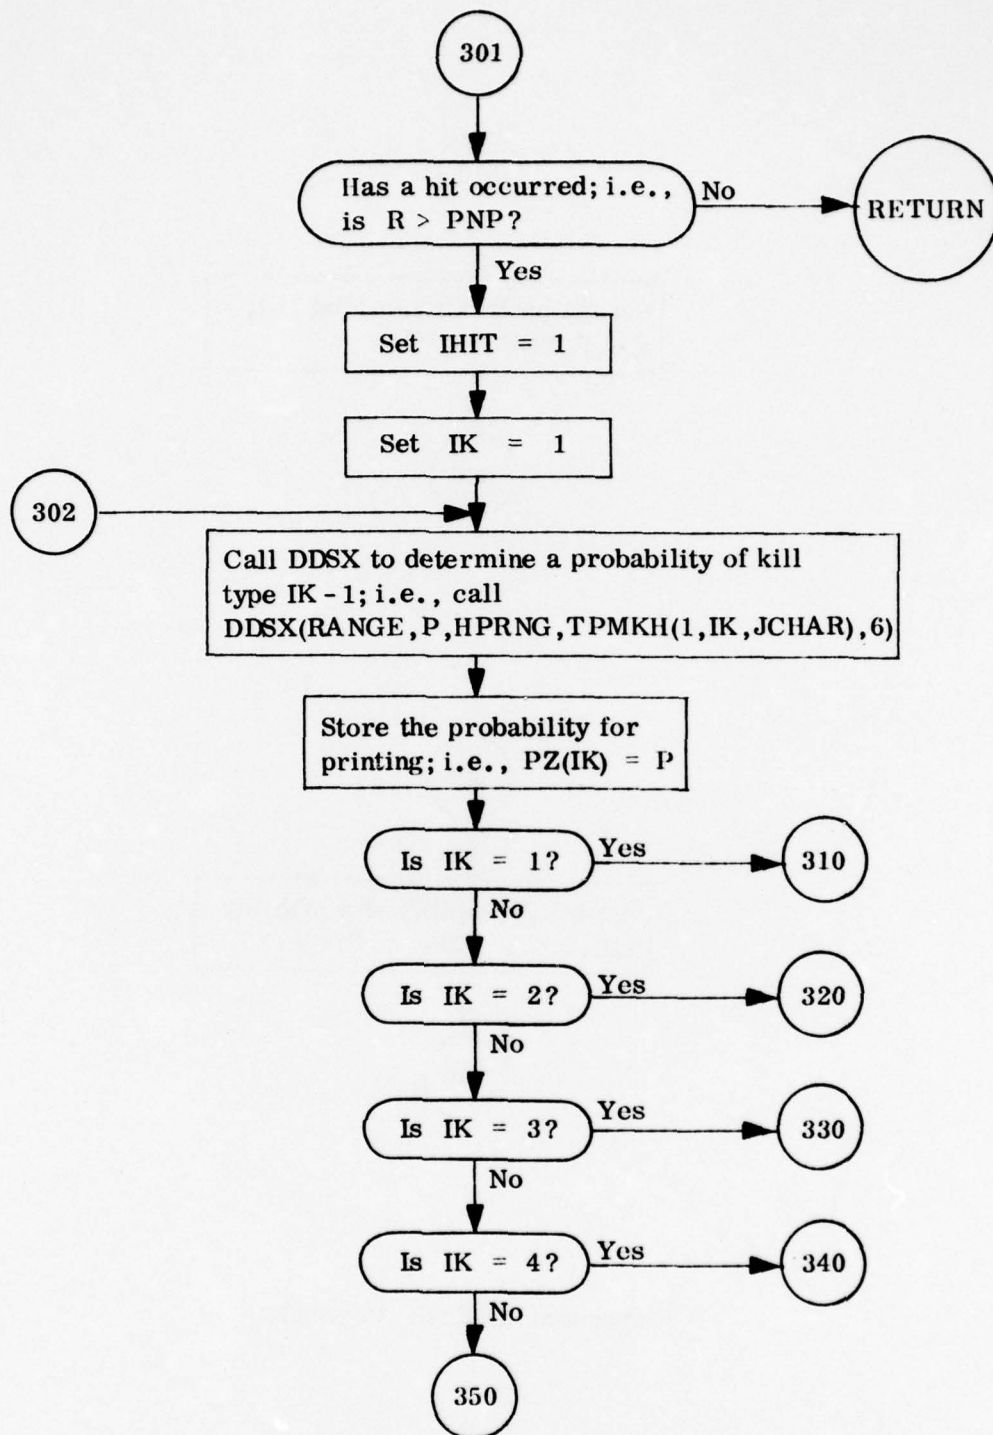 301
Has a hit occurred; i.e.,
is R > PNP?
No
RETURN
Yes
Set IHIT = 1
Set IK = 1
302
Call DDSX to determine a probability of kill
type IK-1; i.e., call
DDSX(RANGE,P,HPRNG,TPMKH(1,IK,JCHAR),6)
Store the probability for
printing; i.e., PZ(IK) = P
Is IK = 1?
Yes
310
No
Is IK = 2?
Yes
320
No
Is IK = 3?
Yes
330
No
Is IK = 4?
Yes
340
No
350